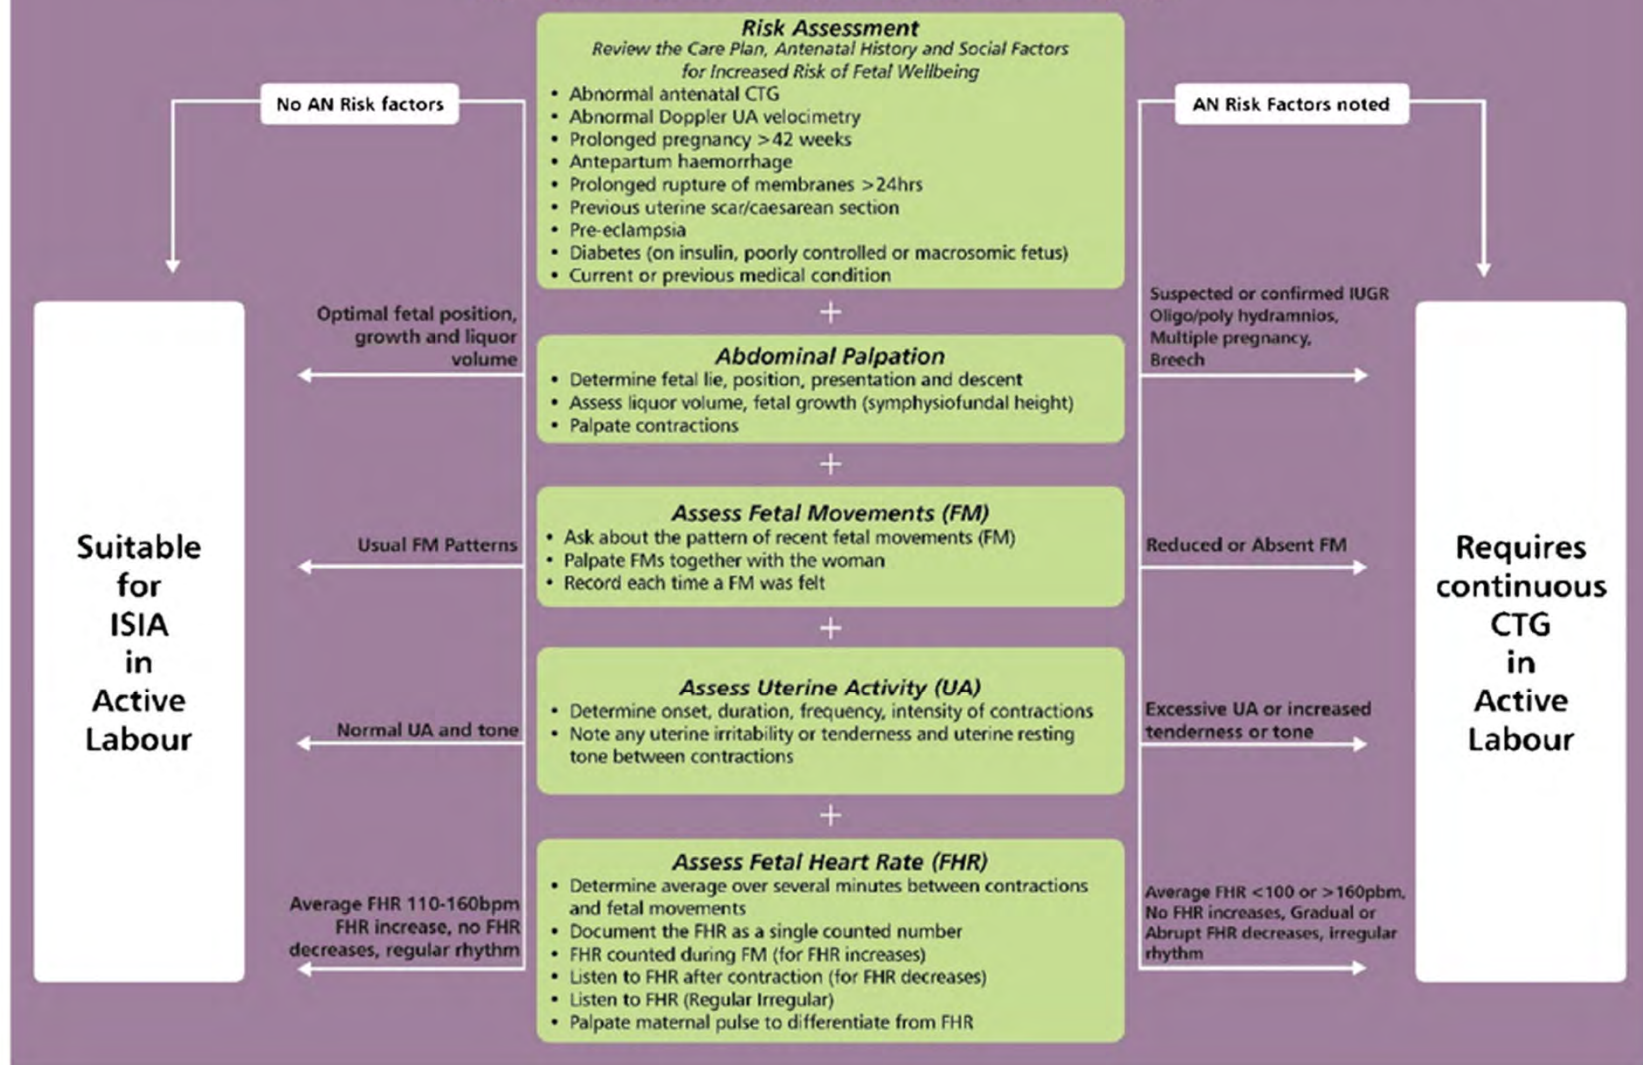 Risk Assessment
Review the Care Plan, Antenatal History and Social Factors
for Increased Risk of Fetal Wellbeing
• Abnormal antenatal CTG
• Abnormal Doppler UA velocimetry
• Prolonged pregnancy >42 weeks
• Antepartum haemorrhage
• Prolonged rupture of membranes >24hrs
• Previous uterine scar/caesarean section
• Pre-eclampsia
• Diabetes (on insulin, poorly controlled or macrosomic fetus)
• Current or previous medical condition
No AN Risk factors
AN Risk Factors noted
+
Optimal fetal position,
growth and liquor
volume
Abdominal Palpation
• Determine fetal lie, position, presentation and descent
• Assess liquor volume, fetal growth (symphysiofundal height)
• Palpate contractions
Suspected or confirmed IUGR
Oligo/poly hydramnios,
Multiple pregnancy,
Breech
+
Usual FM Patterns
Assess Fetal Movements (FM)
• Ask about the pattern of recent fetal movements (FM)
• Palpate FMs together with the woman
• Record each time a FM was felt
Reduced or Absent FM
+
Normal UA and tone
Assess Uterine Activity (UA)
• Determine onset, duration, frequency, intensity of contractions
• Note any uterine irritability or tenderness and uterine resting
tone between contractions
Excessive UA or increased
tenderness or tone
+
Average FHR 110-160bpm
FHR increase, no FHR
decreases, regular rhythm
Assess Fetal Heart Rate (FHR)
• Determine average over several minutes between contractions
and fetal movements
• Document the FHR as a single counted number
• FHR counted during FM (for FHR increases)
• Listen to FHR after contraction (for FHR decreases)
• Listen to FHR (Regular Irregular)
• Palpate maternal pulse to differentiate from FHR
Average FHR <100 or >160pbm,
No FHR increases, Gradual or
Abrupt FHR decreases, irregular
rhythm
Suitable
for
ISIA
in
Active
Labour
Requires
continuous
CTG
in
Active
Labour